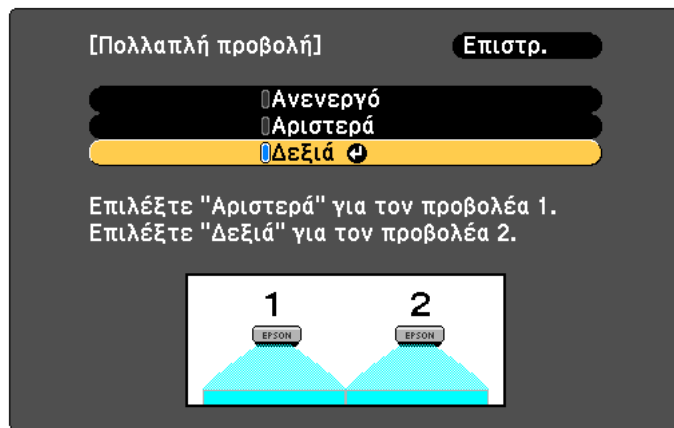 [Πολλαπλή προβολή] Επιστρ.
Ανενεργό
Αριστερά
Δεξιά
Επιλέξτε "Αριστερά" για τον προβολέα 1.
Επιλέξτε "Δεξιά" για τον προβολέα 2.
1 2
EPSON EPSON